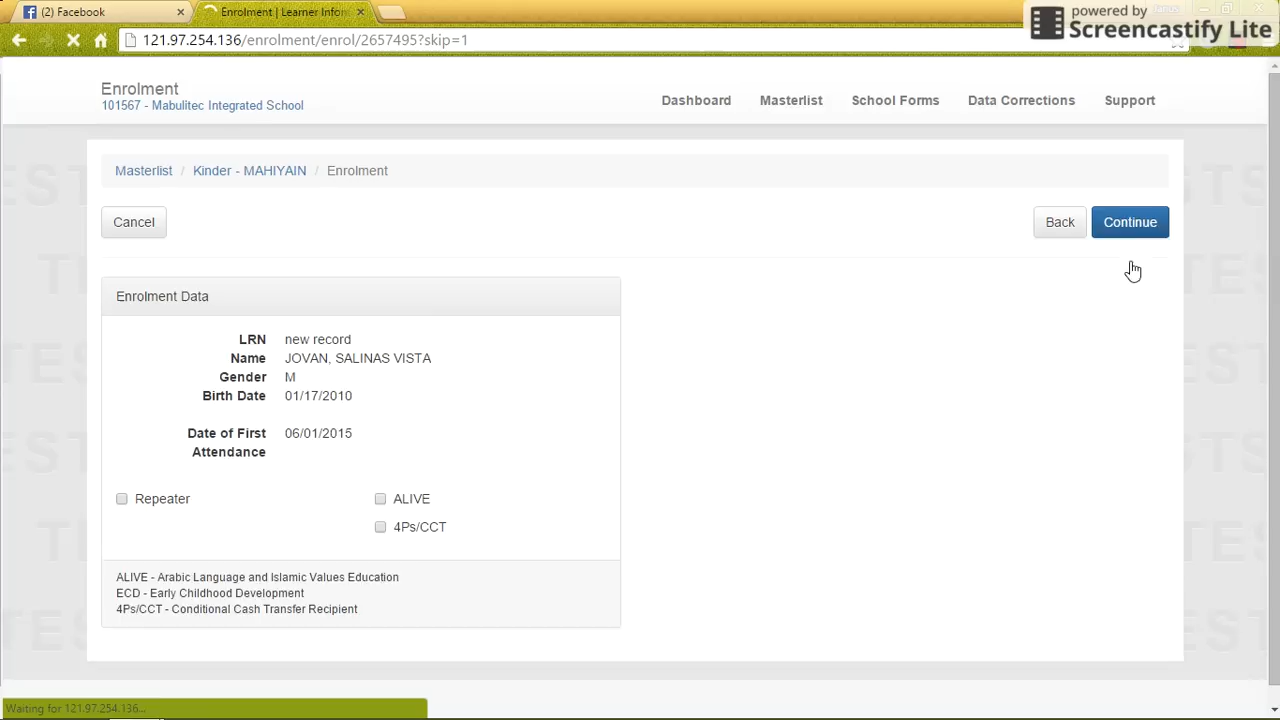 (2) Facebook
Enrolment | Learner Infor
powered by
Screencastify Lite
121.97.254.136/enrolment/enrol/2657495?skip=1
Enrolment
101567 - Mabulitec Integrated School
Dashboard Masterlist School Forms Data Corrections Support
Masterlist / Kinder - MAHIYAIN / Enrolment
Cancel Back Continue
Enrolment Data
LRN new record
Name JOVAN, SALINAS VISTA
Gender M
Birth Date 01/17/2010
Date of First 06/01/2015
Attendance
Repeater ALIVE
4Ps/CCT
ALIVE - Arabic Language and Islamic Values Education
ECD - Early Childhood Development
4Ps/CCT - Conditional Cash Transfer Recipient
Waiting for 121.97.254.136...